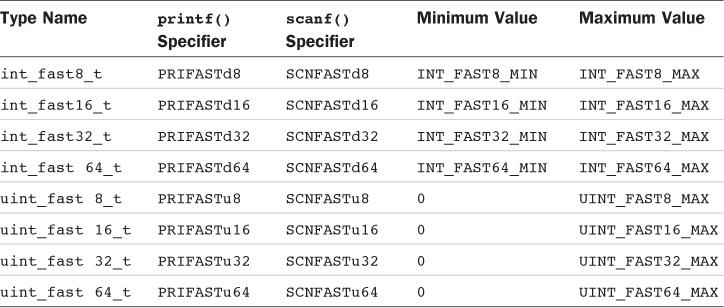 Type Name printf() scanf() Minimum Value Maximum Value
Specifier Specifier
int_fast8_t PRIFASTd8 SCNFASTd8 INT_FAST8_MIN INT_FAST8_MAX
int_fast16_t PRIFASTd16 SCNFASTd16 INT_FAST16_MIN INT_FAST16_MAX
int_fast32_t PRIFASTd32 SCNFASTd32 INT_FAST32_MIN INT_FAST32_MAX
int_fast 64_t PRIFASTd64 SCNFASTd64 INT_FAST64_MIN INT_FAST64_MAX
uint_fast 8_t PRIFASTu8 SCNFASTu8 0 UINT_FAST8_MAX
uint_fast 16_t PRIFASTu16 SCNFASTu16 0 UINT_FAST16_MAX
uint_fast 32_t PRIFASTu32 SCNFASTu32 0 UINT_FAST32_MAX
uint_fast 64_t PRIFASTu64 SCNFASTu64 0 UINT_FAST64_MAX